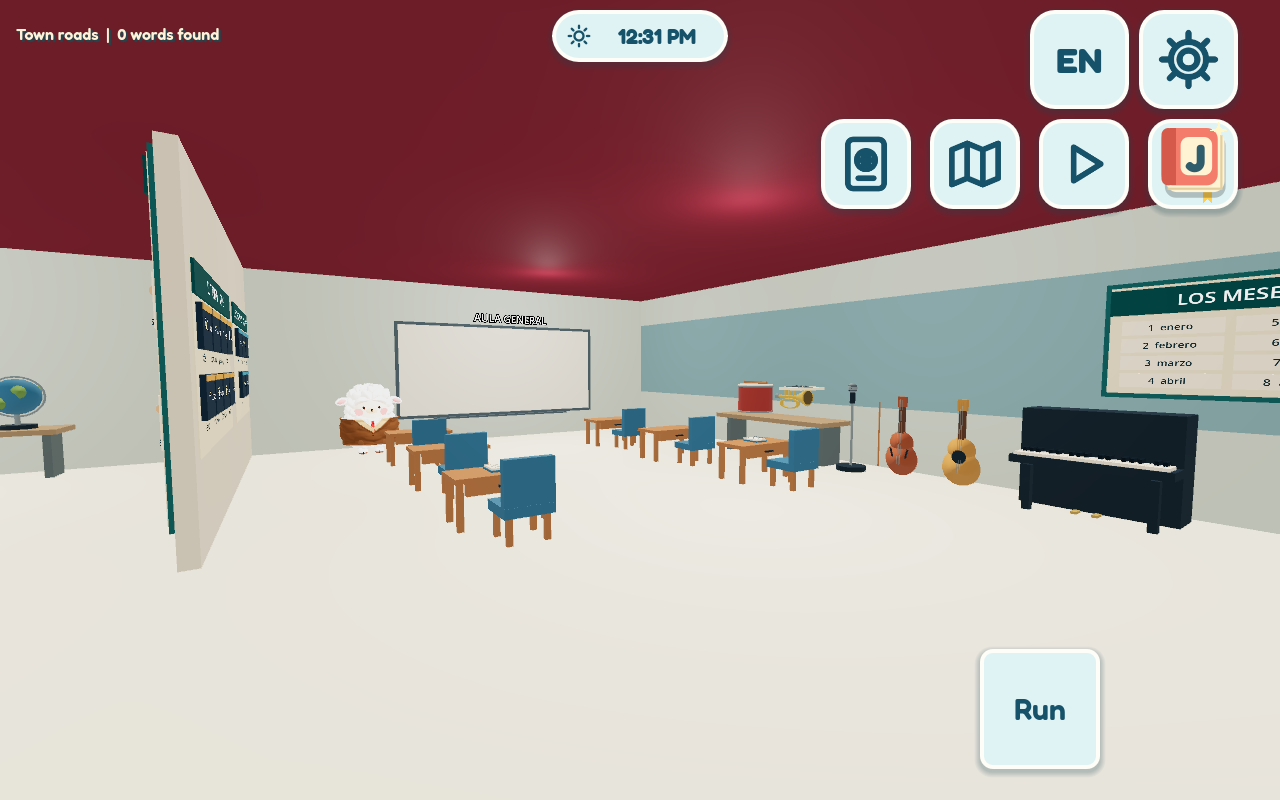 Town roads | 0 words found
12:31 PM
EN
J
AULA GENERAL
LOS MESE
1 enero
2 febrero
3 marzo
4 abril
5
6
7
8
Run